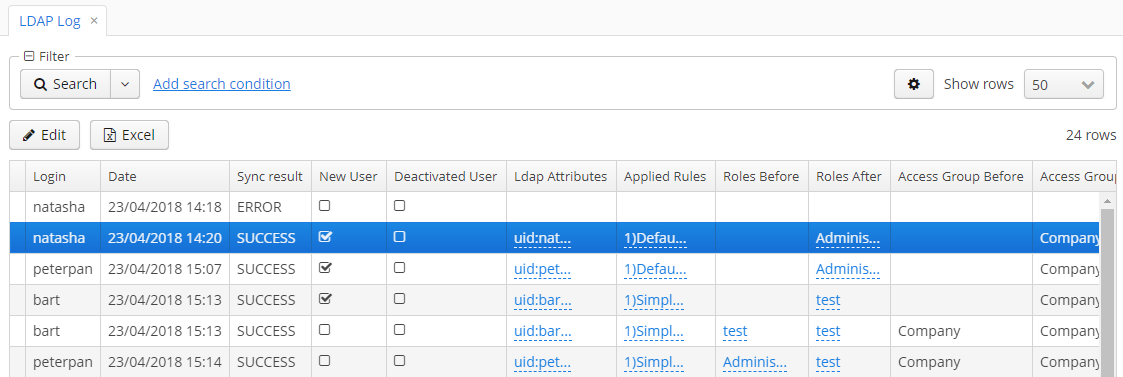 LDAP Log ×
Filter
Search Add search condition Show rows 50
Edit Excel 24 rows
Login Date Sync result New User Deactivated User Ldap Attributes Applied Rules Roles Before Roles After Access Group Before Access Group
natasha 23/04/2018 14:18 ERROR
natasha 23/04/2018 14:20 SUCCESS uid:nat... 1)Defau... Adminis... Company
peterpan 23/04/2018 15:07 SUCCESS uid:pet... 1)Defau... Adminis... Company
bart 23/04/2018 15:13 SUCCESS uid:bar... 1)Simpl... test Company
bart 23/04/2018 15:13 SUCCESS uid:bar... 1)Simpl... test test Company Company
peterpan 23/04/2018 15:14 SUCCESS uid:pet... 1)Simpl... Adminis... test Company Company